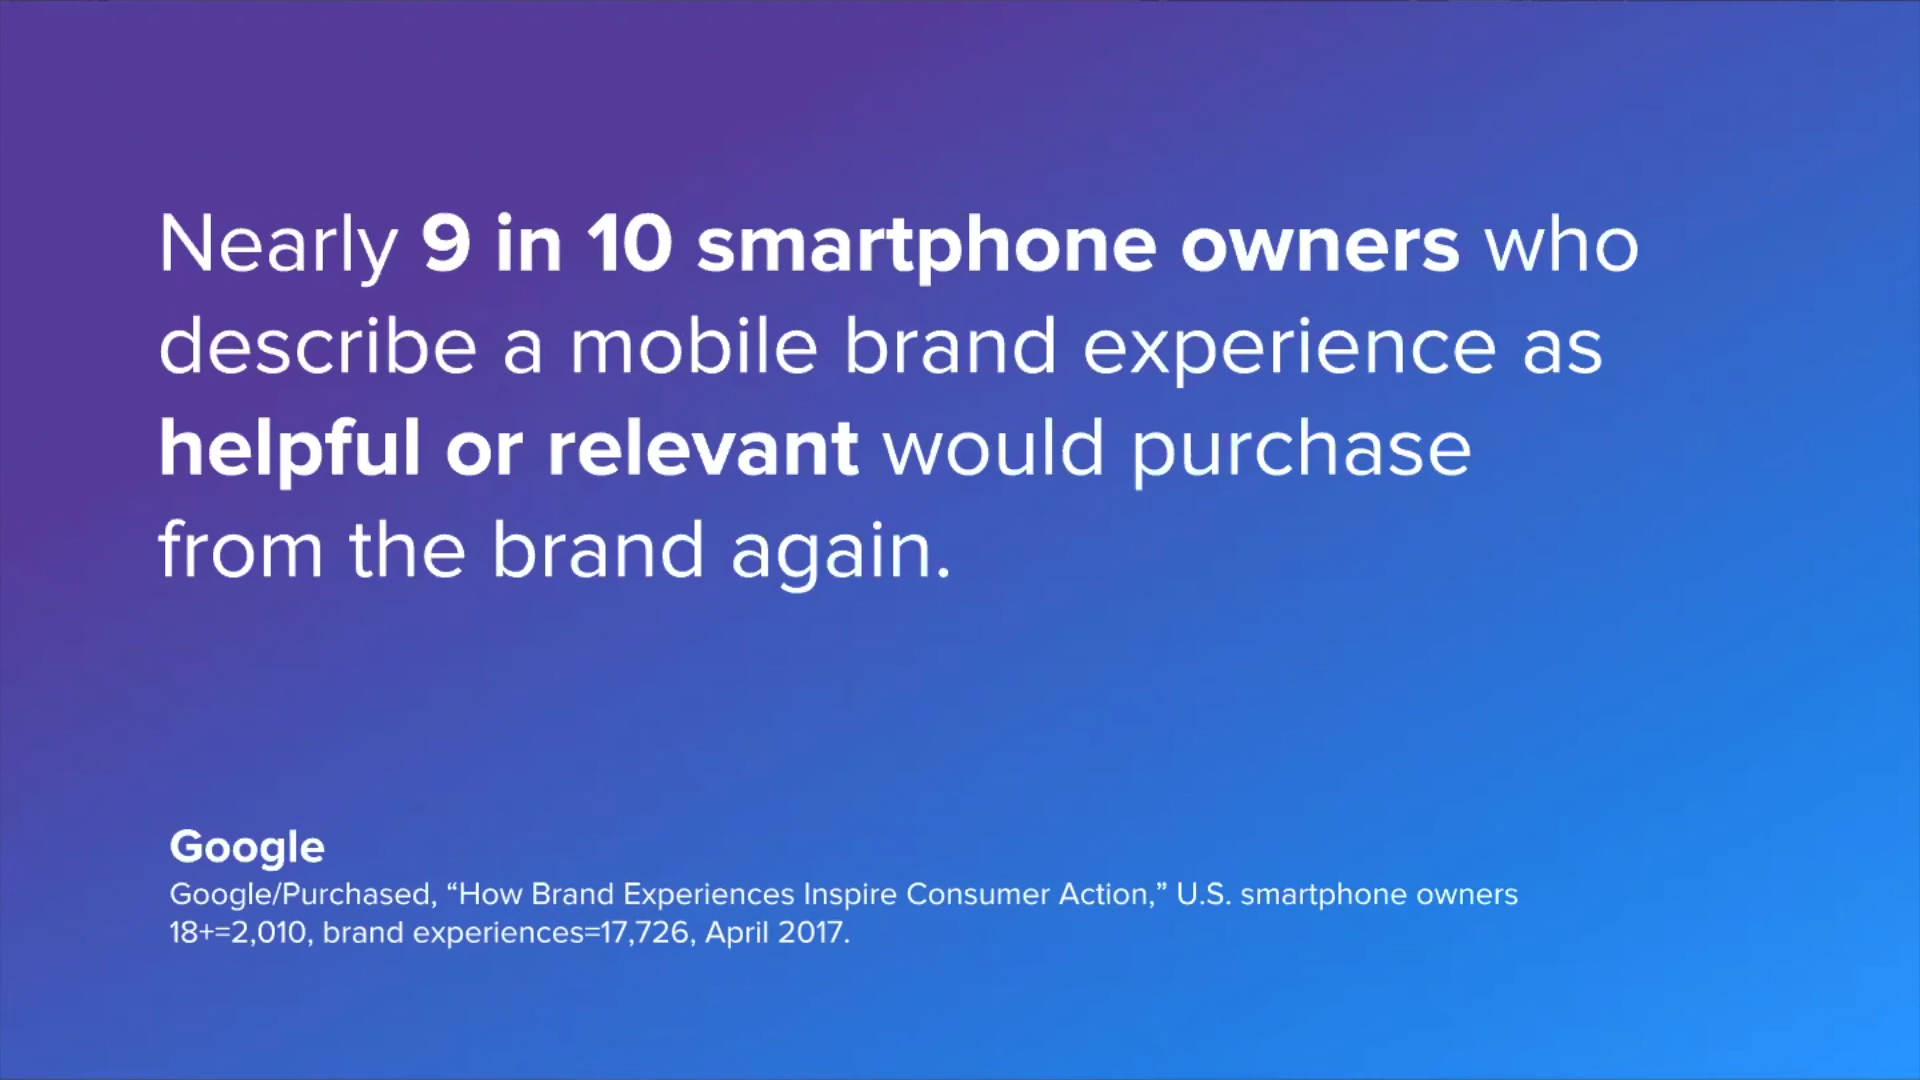 Nearly 9 in 10 smartphone owners who
describe a mobile brand experience as
helpful or relevant would purchase
from the brand again.
Google
Google/Purchased, “How Brand Experiences Inspire Consumer Action,” U.S. smartphone owners
18+=2,010, brand experiences=17,726, April 2017.